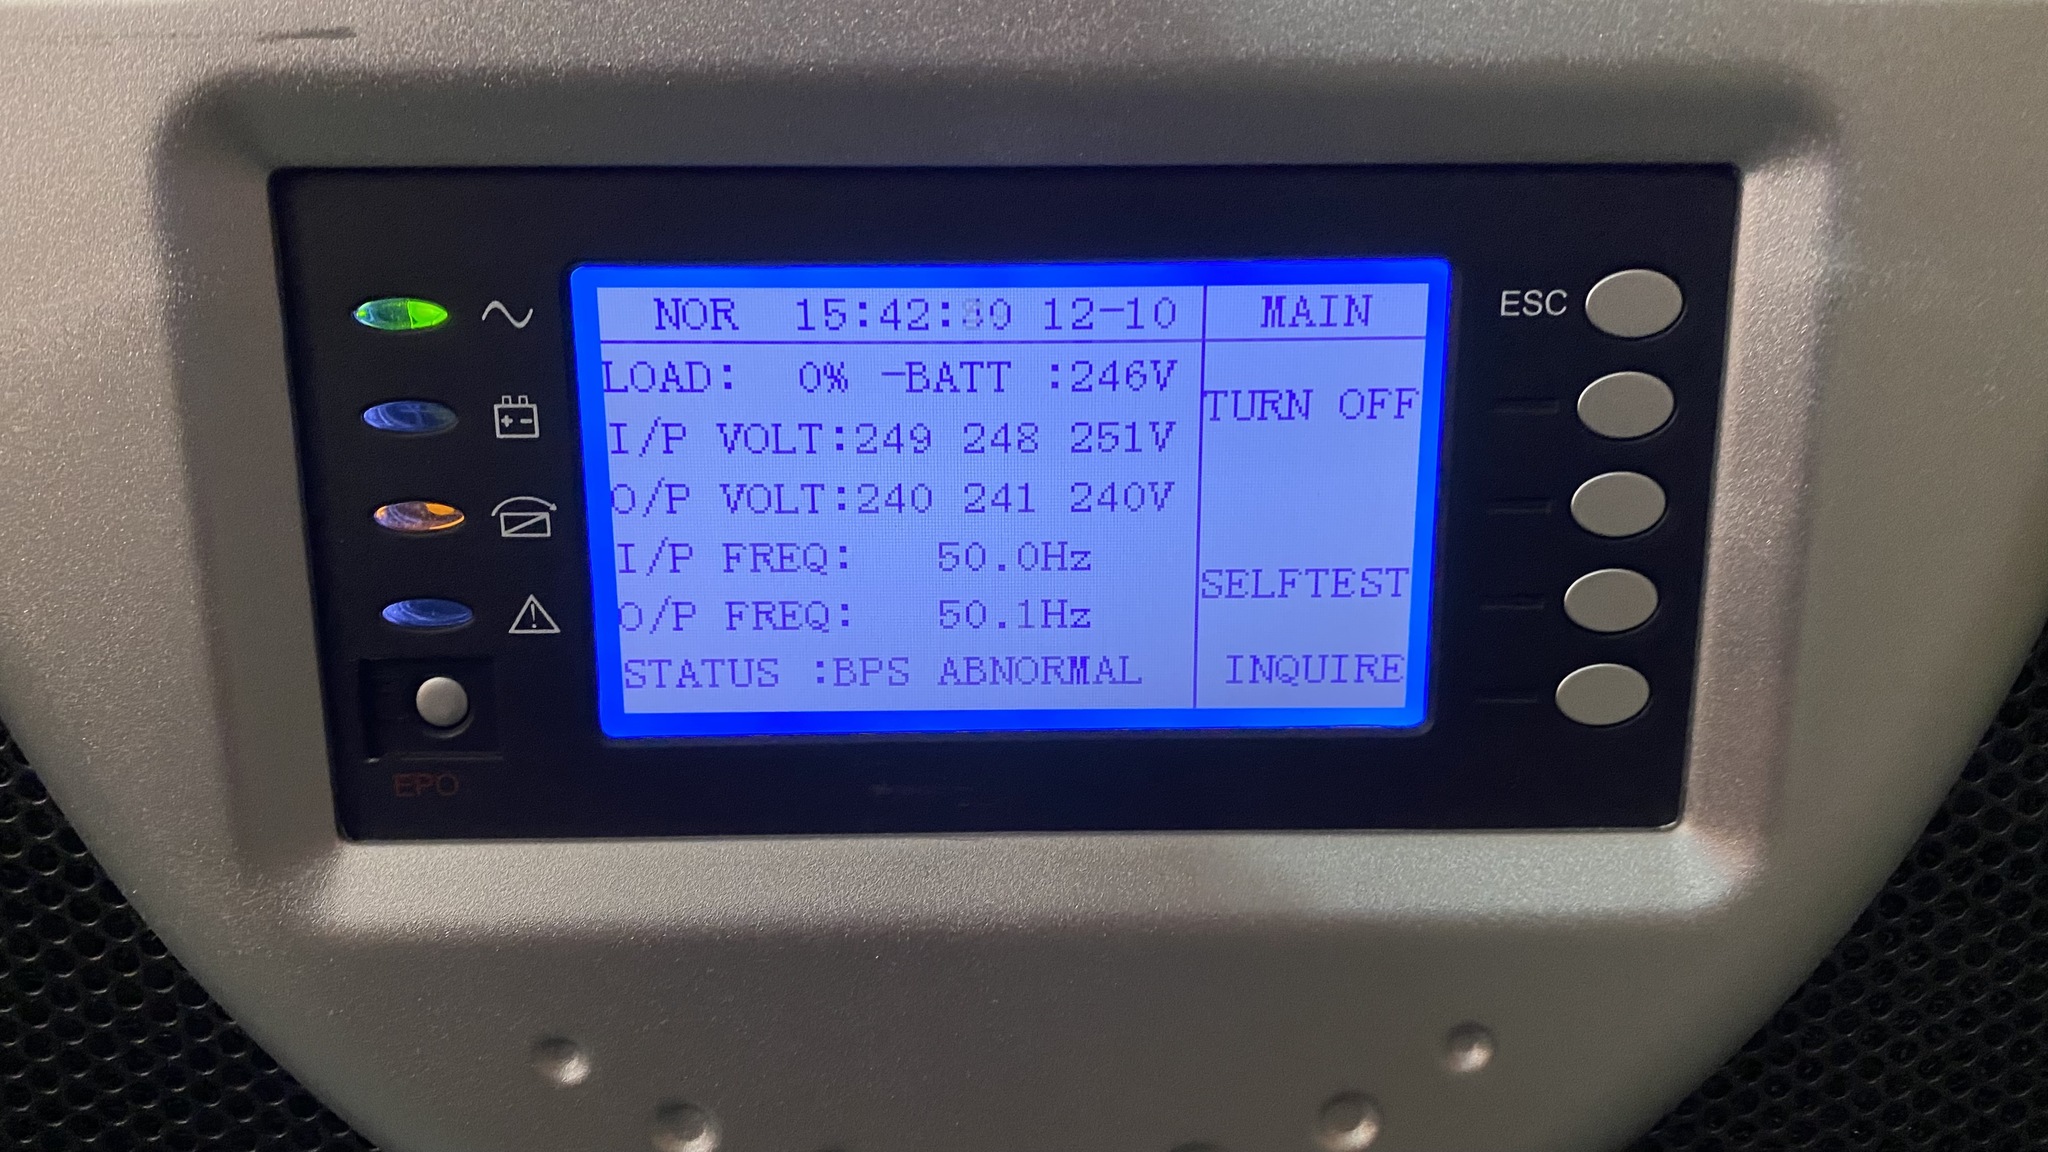 NOR 15:42: 12-10 MAIN
ESC
LOAD: 0% -BATT :246V
TURN OFF
I/P VOLT:249 248 251V
O/P VOLT:240 241 240V
I/P FREQ: 50.0Hz
SELFTEST
O/P FREQ: 50.1Hz
STATUS :BPS ABNORMAL
INQUIRE
EPO